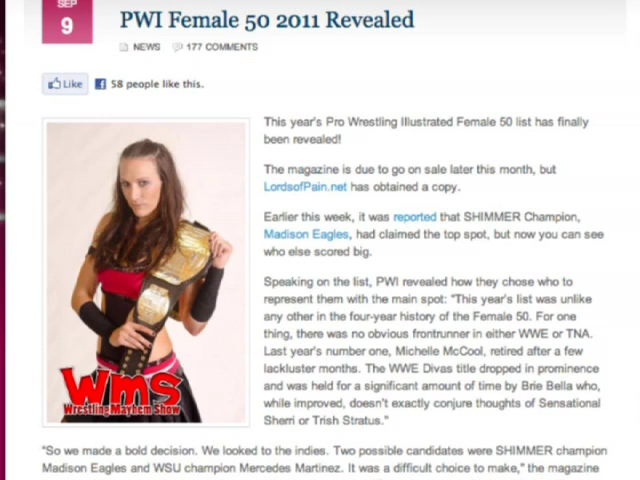 SEP
9
PWI Female 50 2011 Revealed
NEWS 177 COMMENTS
Like 58 people like this.
This year's Pro Wrestling Illustrated Female 50 list has finally
been revealed!
The magazine is due to go on sale later this month, but
LordsofPain.net has obtained a copy.
Earlier this week, it was reported that SHIMMER Champion,
Madison Eagles, had claimed the top spot, but now you can see
who else scored big.
Speaking on the list, PWI revealed how they chose who to
represent them with the main spot: "This year's list was unlike
any other in the four-year history of the Female 50. For one
thing, there was no obvious frontrunner in either WWE or TNA.
Last year's number one, Michelle McCool, retired after a few
lackluster months. The WWE Divas title dropped in prominence
and was held for a significant amount of time by Brie Bella who,
while improved, doesn't exactly conjure thoughts of Sensational
Sherri or Trish Stratus."
WMS
Wrestling Mayhem Show
"So we made a bold decision. We looked to the indies. Two possible candidates were SHIMMER champion
Madison Eagles and WSU champion Mercedes Martinez. It was a difficult choice to make," the magazine